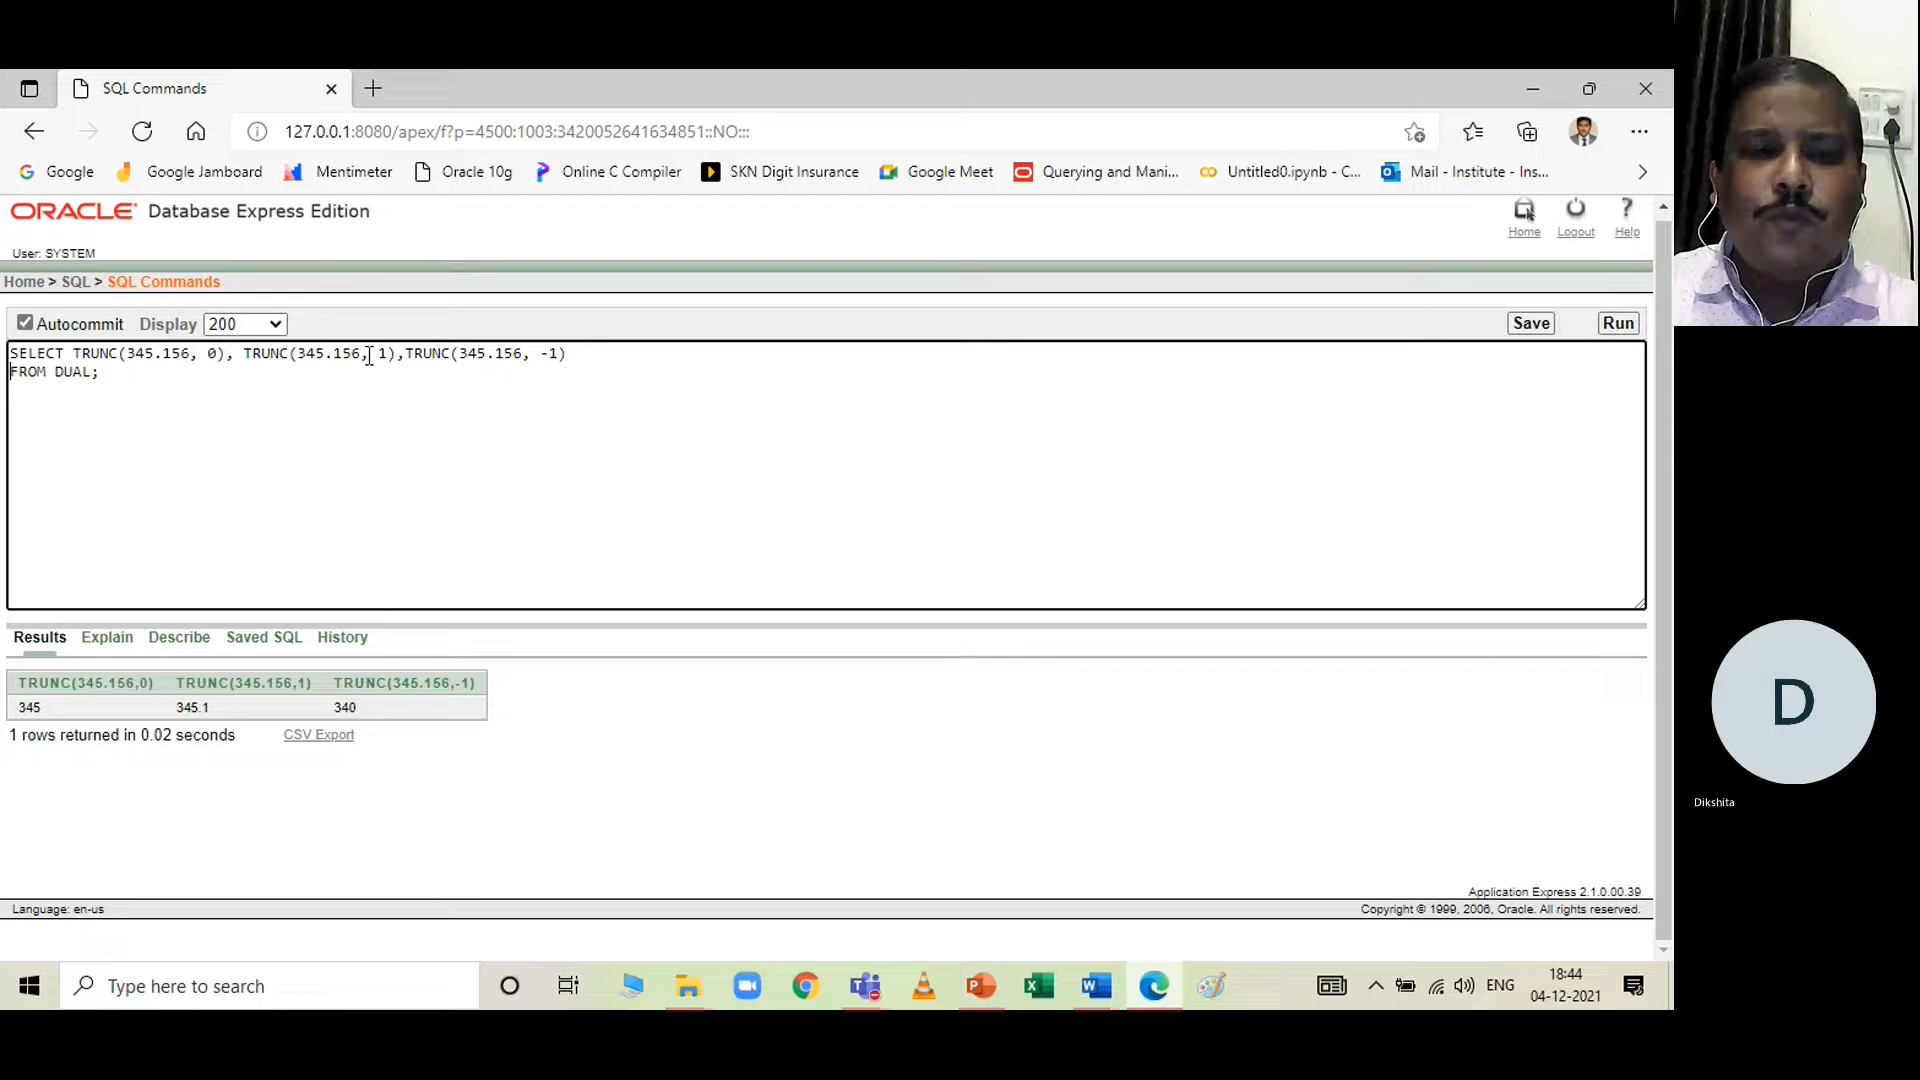 SQL Commands
127.0.0.1:8080/apex/f?p=4500:1003:3420052641634851::NO:::
Google Google Jamboard Mentimeter Oracle 10g Online C Compiler SKN Digit Insurance Google Meet Querying and Mani... Untitled0.ipynb - C... Mail - Institute - Ins...
ORACLE Database Express Edition
Home Logout Help
User: SYSTEM
Home > SQL > SQL Commands
Autocommit Display 200 Save Run
SELECT TRUNC(345.156, 0), TRUNC(345.156, 1),TRUNC(345.156, -1)
FROM DUAL;
Results Explain Describe Saved SQL History
TRUNC(345.156,0) TRUNC(345.156,1) TRUNC(345.156,-1)
345 345.1 340
1 rows returned in 0.02 seconds CSV Export
D
Dikshita
Application Express 2.1.0.00.39
Language: en-us Copyright © 1999, 2006, Oracle. All rights reserved.
Type here to search ENG 18:44
04-12-2021